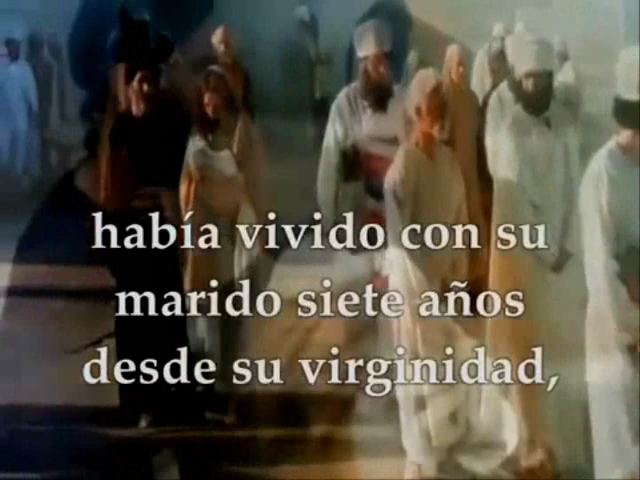 había vivido con su
marido siete años
desde su virginidad,